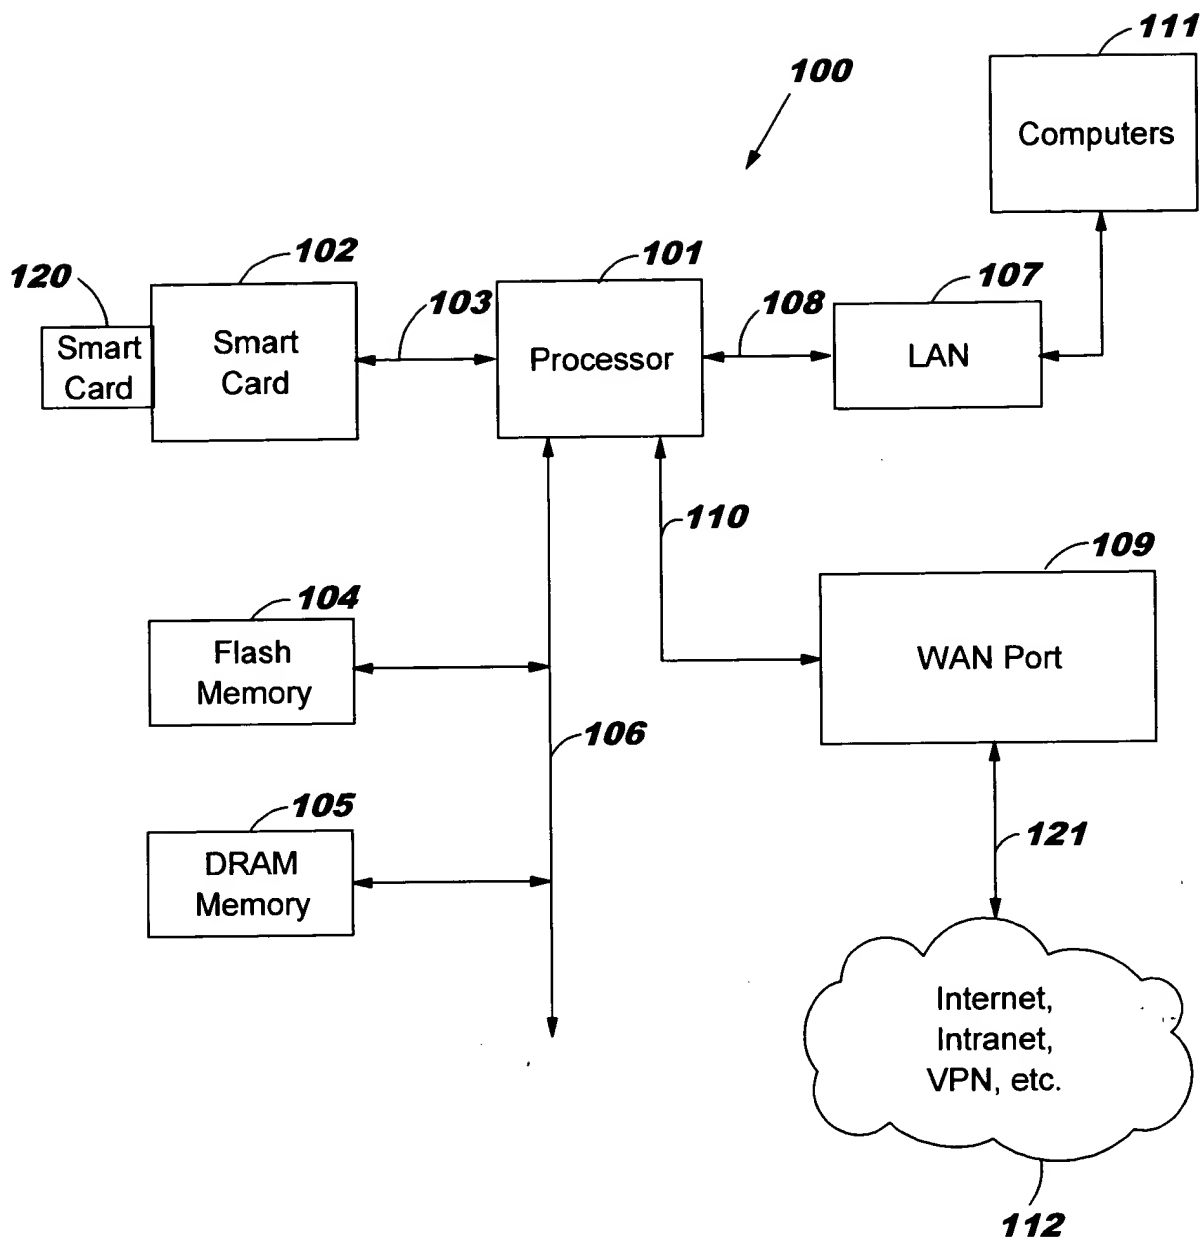 111
100
Computers
102
101
107
120
103
108
Smart
Card
Smart
Card
Processor
LAN
110
109
104
Flash
Memory
WAN Port
106
105
DRAM
Memory
121
Internet,
Intranet,
VPN, etc.
112